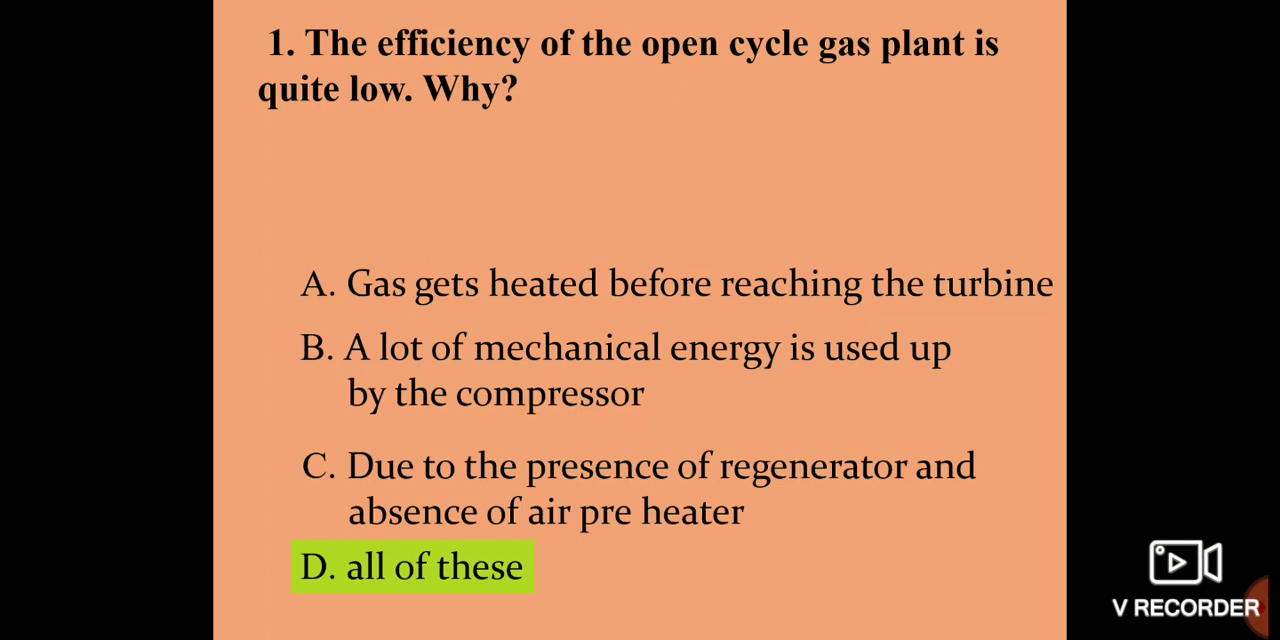 1. The efficiency of the open cycle gas plant is
quite low. Why?
A. Gas gets heated before reaching the turbine
B. A lot of mechanical energy is used up
by the compressor
C. Due to the presence of regenerator and
absence of air pre heater
D. all of these
V RECORDER